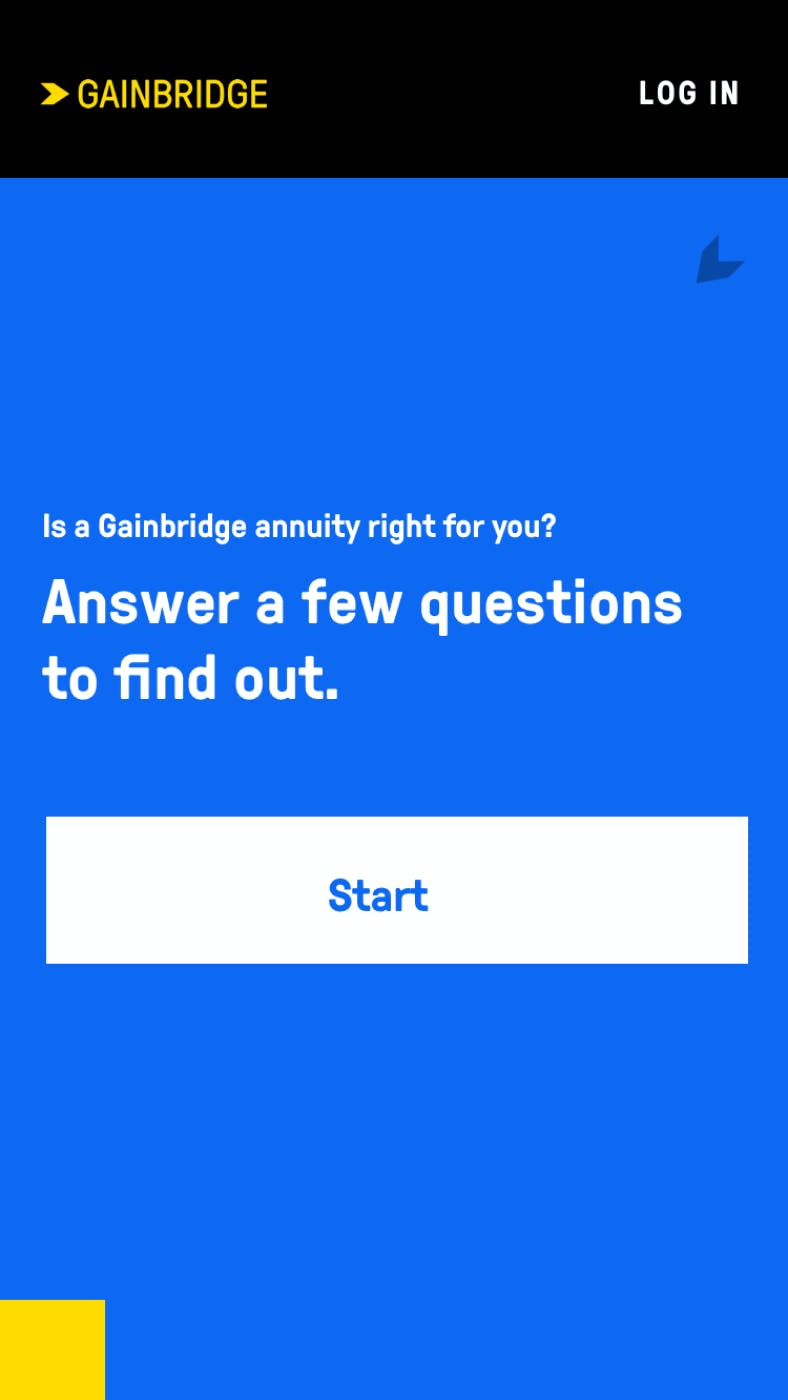 GAINBRIDGE
LOG IN
Is a Gainbridge annuity right for you?
Answer a few questions
to find out.
Start